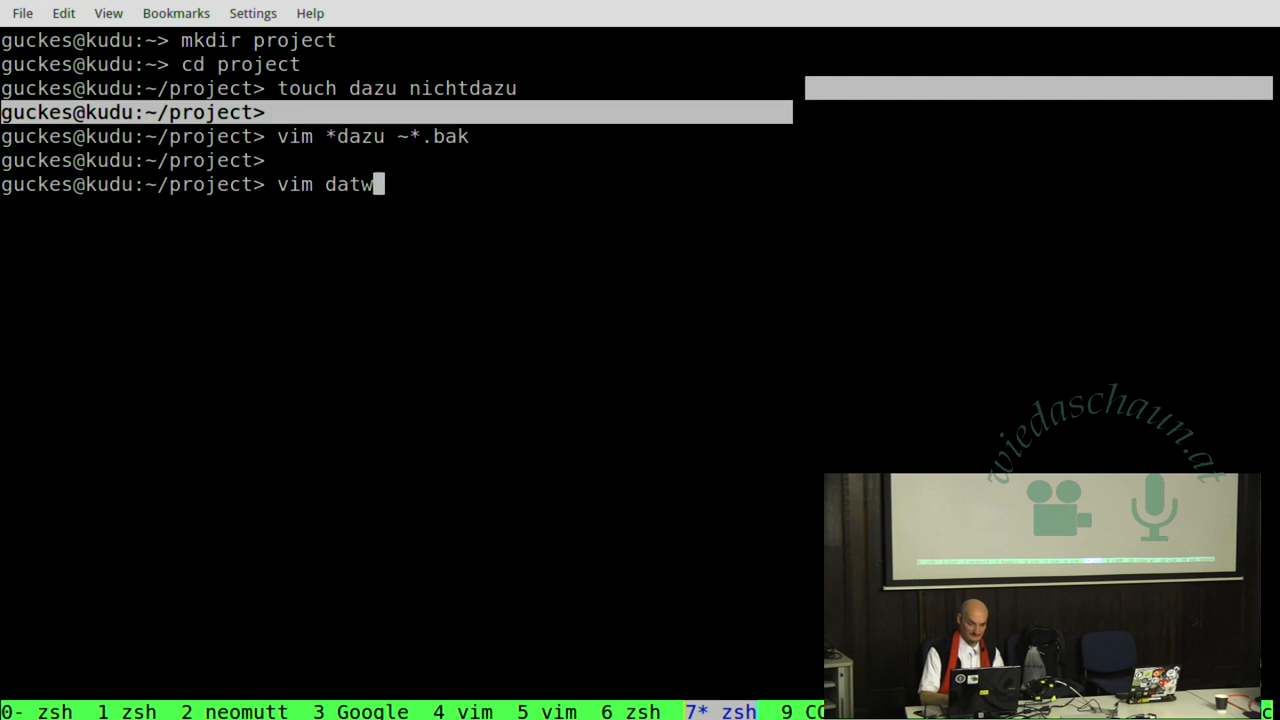 File Edit View Bookmarks Settings Help
guckes@kudu:~> mkdir project
guckes@kudu:~> cd project
guckes@kudu:~/project> touch dazu nichtdazu
guckes@kudu:~/project>
guckes@kudu:~/project> vim *dazu ~*.bak
guckes@kudu:~/project>
guckes@kudu:~/project> vim datw
wiedaschaun.at
0- zsh 1 zsh 2 neomutt 3 Google 4 vim 5 vim 6 zsh 7* zsh 9 CO